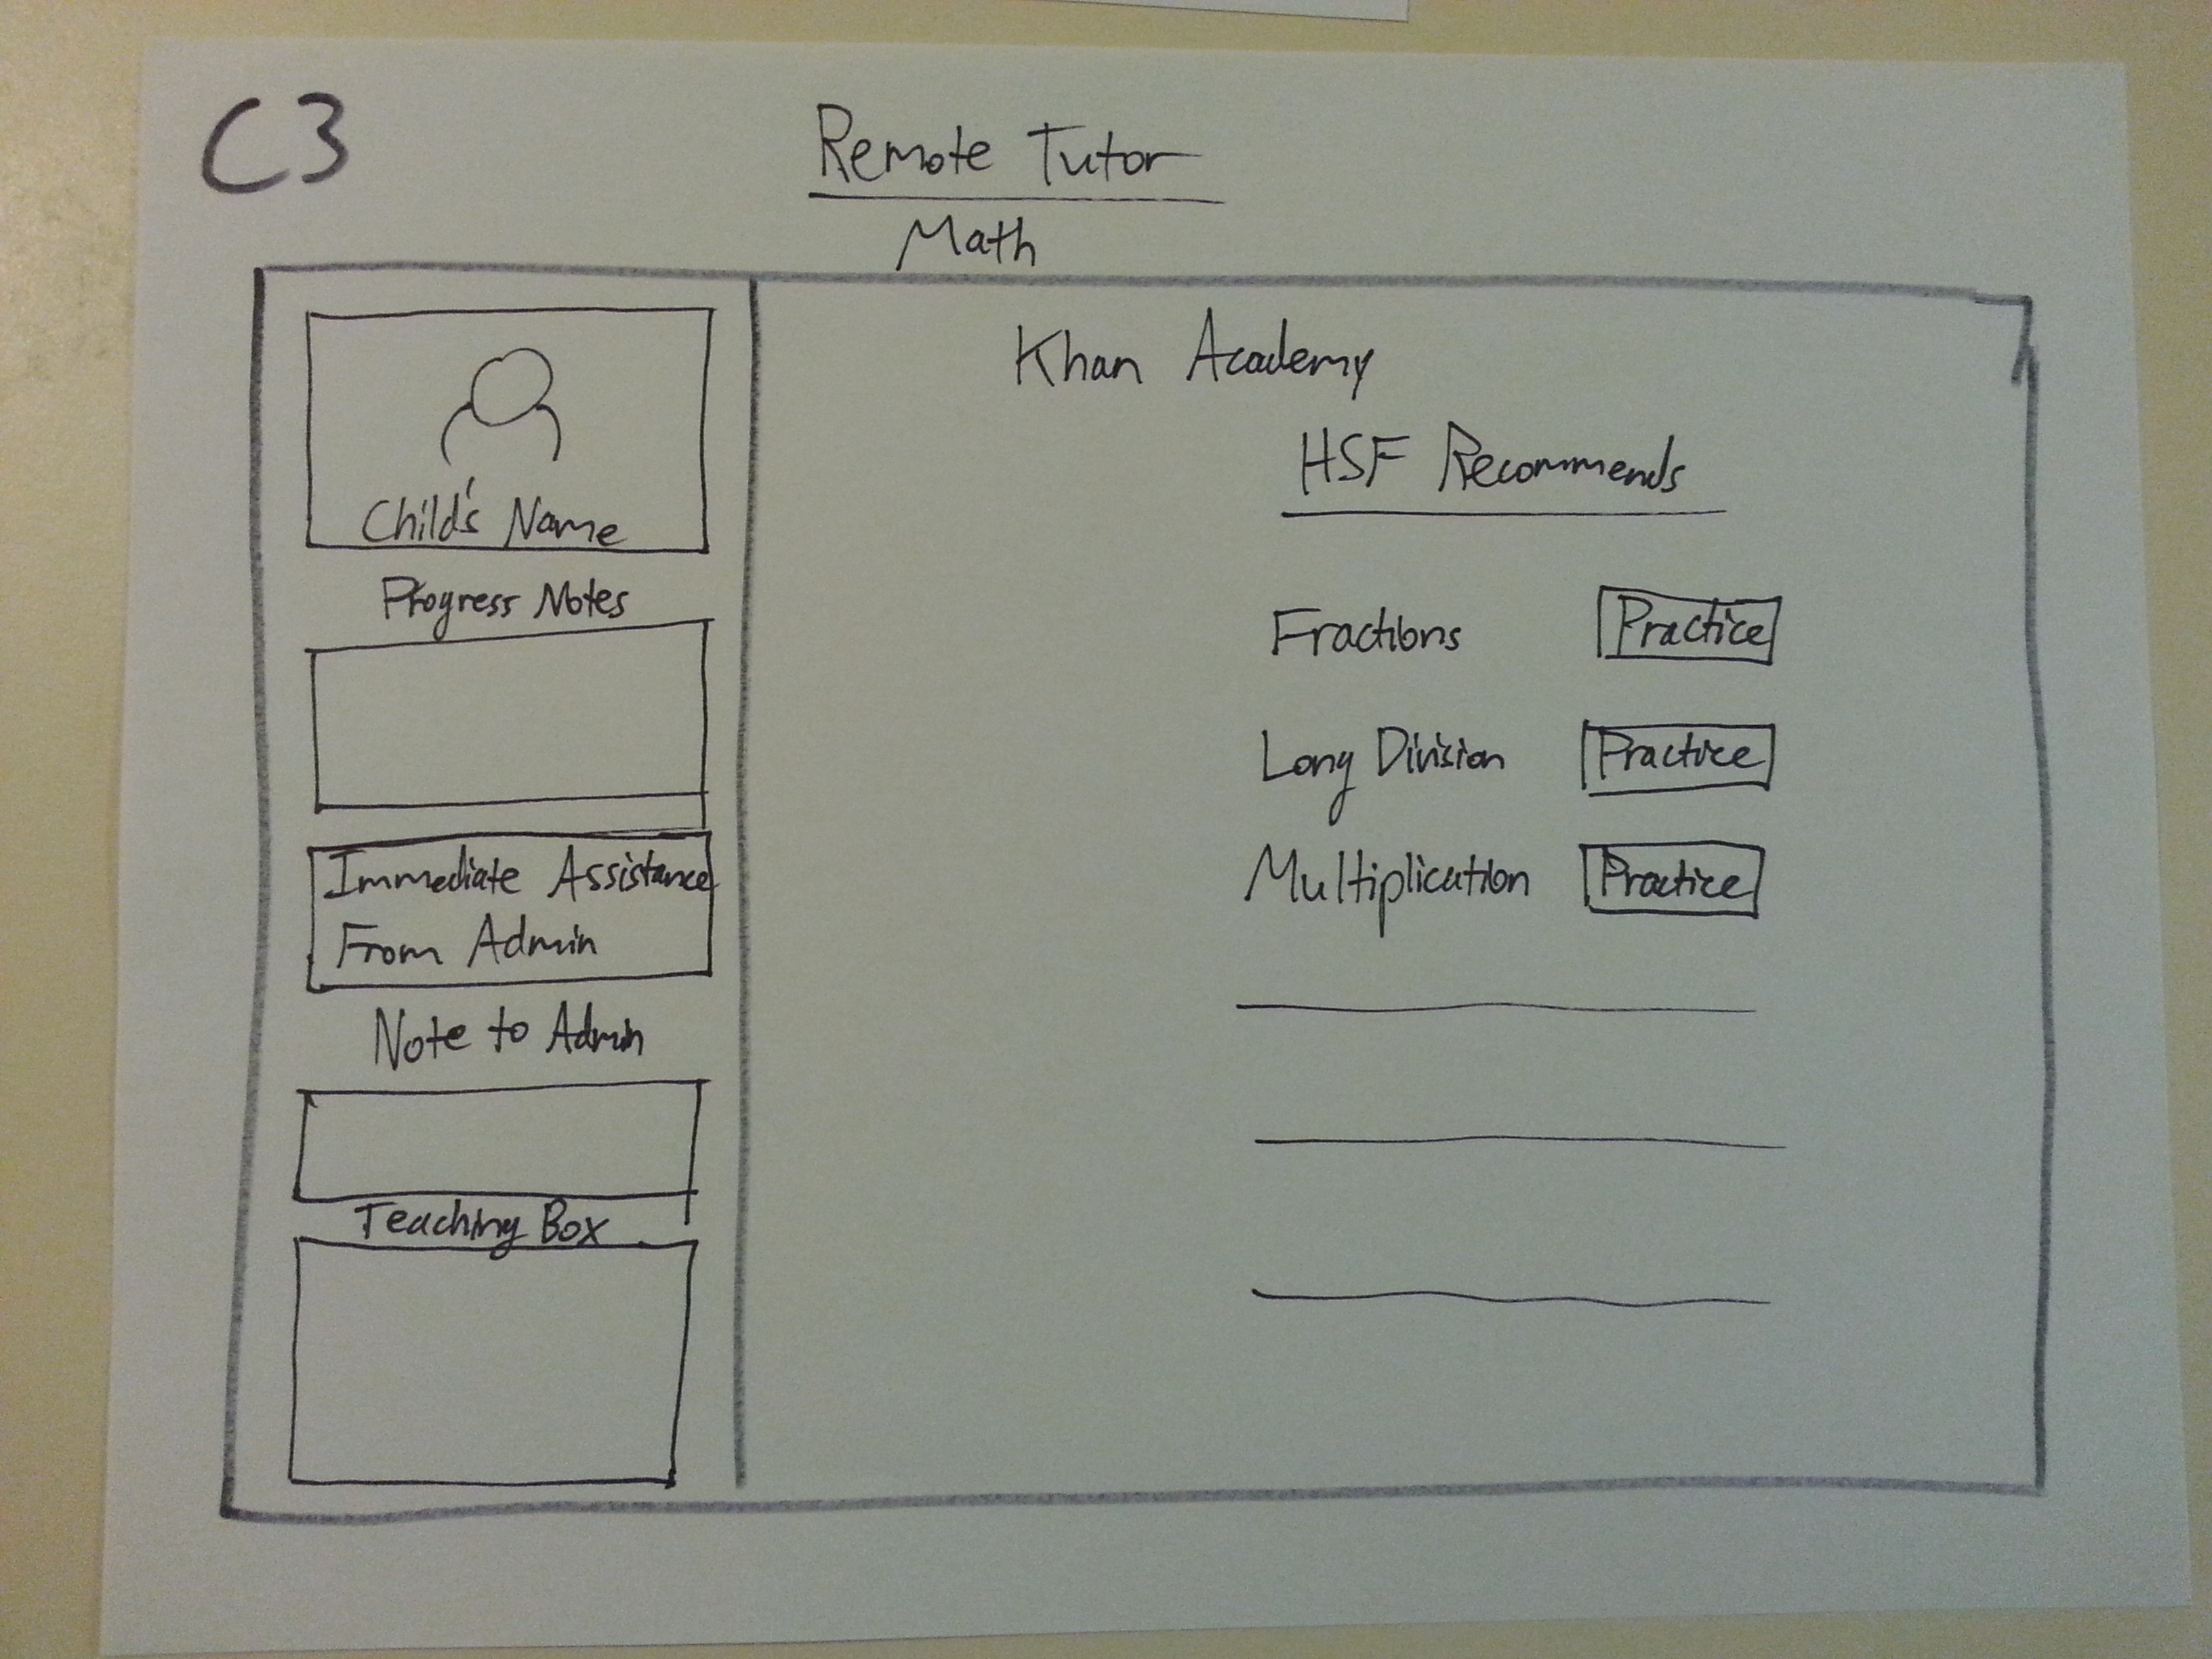 C3
Remote Tutor
Math
Child's Name
Progress Notes
Immediate Assistance
From Admin
Note to Admin
Teaching Box
Khan Academy
HSF Recommends
Fractions Practice
Long Division Practice
Multiplication Practice